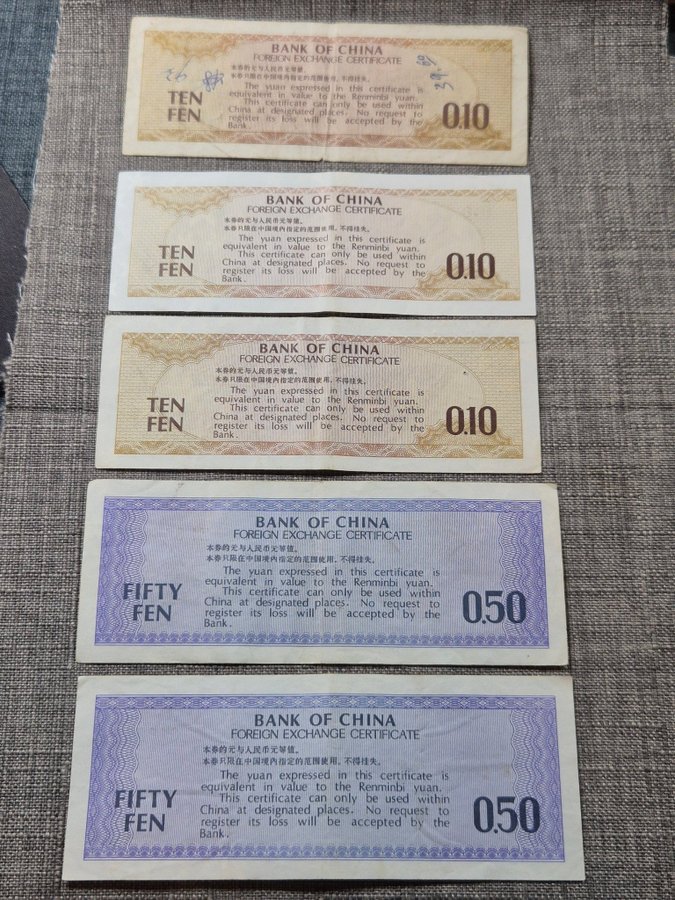 BANK OF CHINA
FOREIGN EXCHANGE CERTIFICATE
本券的元与人民币元等值。
本券只限在中国境内指定的范围使用,不得挂失。
TEN
FEN
The yuan expressed in this certificate is
equivalent in value to the Renminbi yuan.
This certificate can only be used within
China at designated places. No request to
register its loss will be accepted by the
Bank.
0.10
BANK OF CHINA
FOREIGN EXCHANGE CERTIFICATE
本券的元与人民币元等值。
本券只限在中国境内指定的范围使用,不得挂失。
TEN
FEN
The yuan expressed in this certificate is
equivalent in value to the Renminbi yuan.
This certificate can only be used within
China at designated places. No request to
register its loss will be accepted by the
Bank.
0.10
BANK OF CHINA
FOREIGN EXCHANGE CERTIFICATE
本券的元与人民币元等值。
本券只限在中国境内指定的范围使用,不得挂失。
TEN
FEN
The yuan expressed in this certificate is
equivalent in value to the Renminbi yuan.
This certificate can only be used within
China at designated places. No request to
register its loss will be accepted by the
Bank.
0.10
BANK OF CHINA
FOREIGN EXCHANGE CERTIFICATE
本券的元与人民币元等值。
本券只限在中国境内指定的范围使用,不得挂失。
FIFTY
FEN
The yuan expressed in this certificate is
equivalent in value to the Renminbi yuan.
This certificate can only be used within
China at designated places. No request to
register its loss will be accepted by the
Bank.
0.50
BANK OF CHINA
FOREIGN EXCHANGE CERTIFICATE
本券的元与人民币元等值。
本券只限在中国境内指定的范围使用,不得挂失。
FIFTY
FEN
The yuan expressed in this certificate is
equivalent in value to the Renminbi yuan.
This certificate can only be used within
China at designated places. No request to
register its loss will be accepted by the
Bank.
0.50